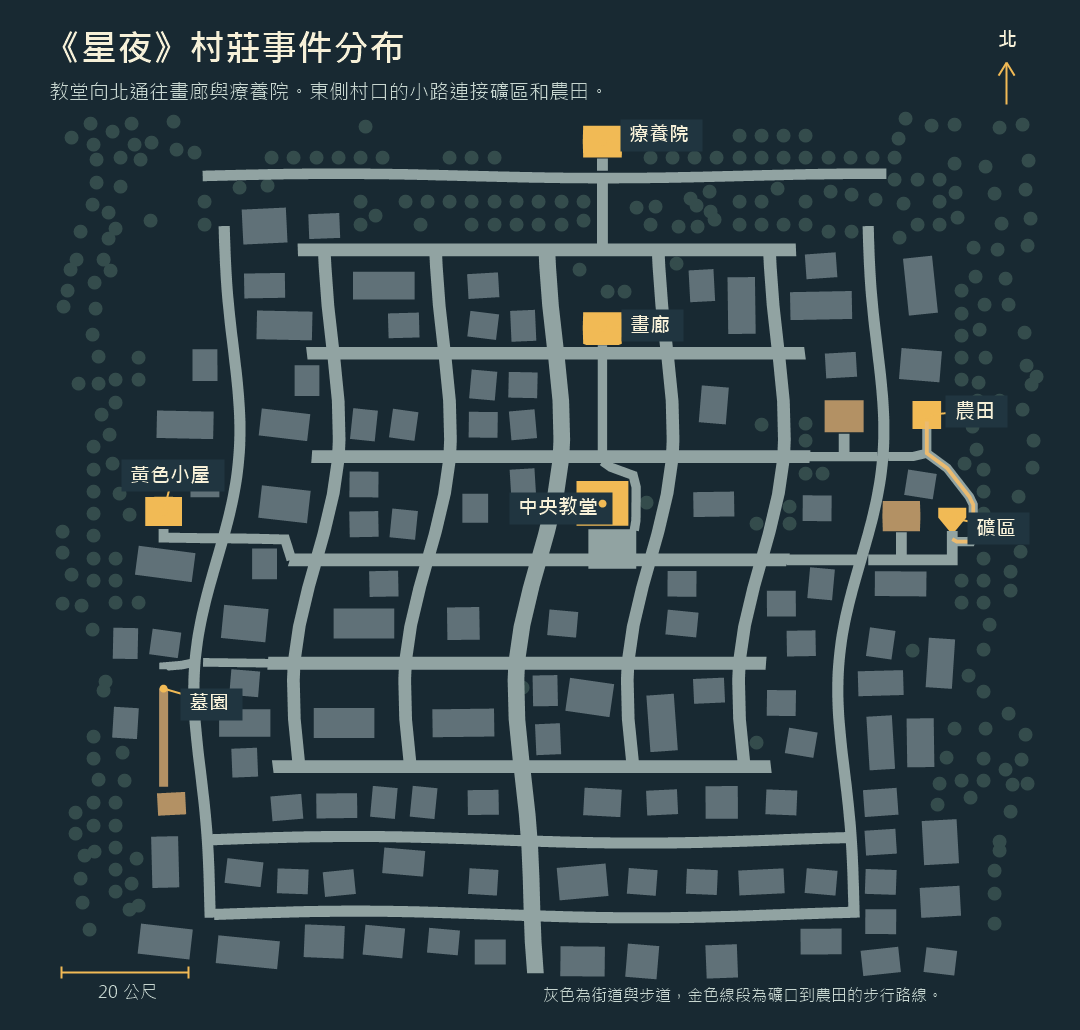 《星夜》村莊事件分布
北
教堂向北通往畫廊與療養院。東側村口的小路連接礦區和農田。
療養院
畫廊
農田
黃色小屋
中央教堂
礦區
墓園
20 公尺
灰色為街道與步道，金色線段為礦口到農田的步行路線。